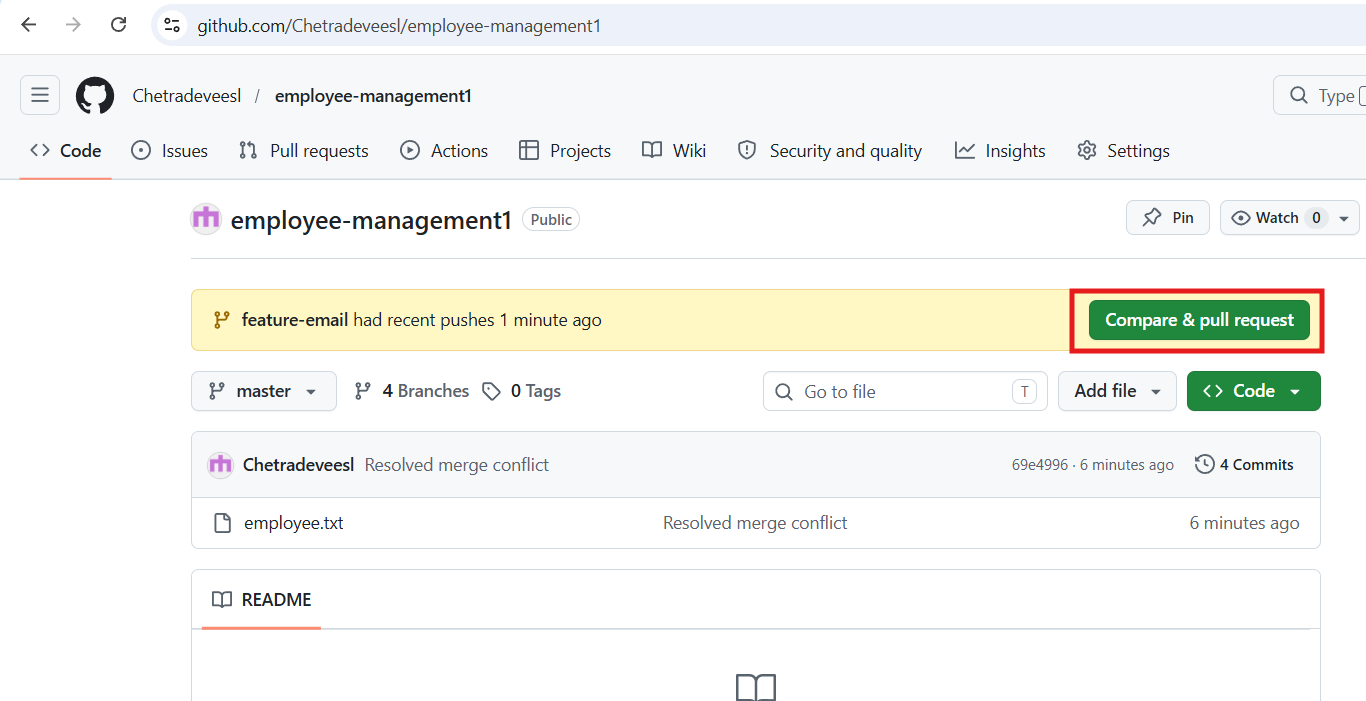 github.com/Chetradeveesl/employee-management1
Chetradeveesl / employee-management1
Type
Code Issues Pull requests Actions Projects Wiki Security and quality Insights Settings
employee-management1 Public
Pin Watch 0
feature-email had recent pushes 1 minute ago Compare & pull request
master 4 Branches 0 Tags Go to file T Add file Code
Chetradeveesl Resolved merge conflict 69e4996 · 6 minutes ago 4 Commits
employee.txt Resolved merge conflict 6 minutes ago
README